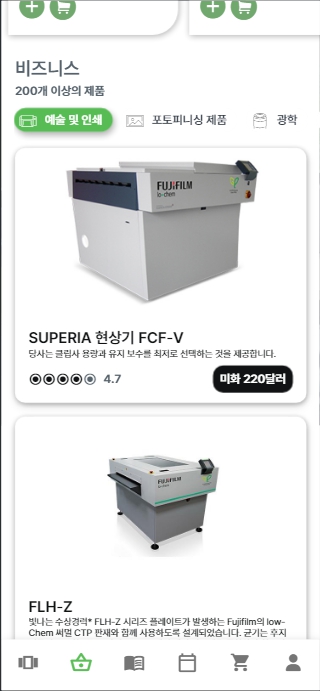 비즈니스
200개 이상의 제품
예술 및 인쇄
포토피니싱 제품
광학
FUJIFILM
lo-chem
SUPERIA 현상기 FCF-V
당사는 클립사 용량과 유지 보수를 최저로 선택하는 것을 제공합니다.
4.7
미화 220달러
FUJIFILM
FLH-Z
빛나는 수상경력* FLH-Z 시리즈 플레이트가 발생하는 Fujifilm의 low-
Chem 써멀 CTP 판재와 함께 사용하도록 설계되었습니다. 균기는 후지